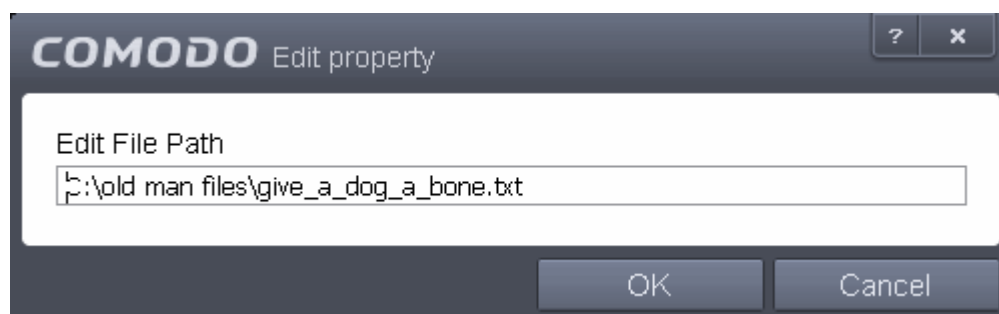 COMODO Edit property ? x
Edit File Path
C:\old man files\give_a_dog_a_bone.txt
OK Cancel